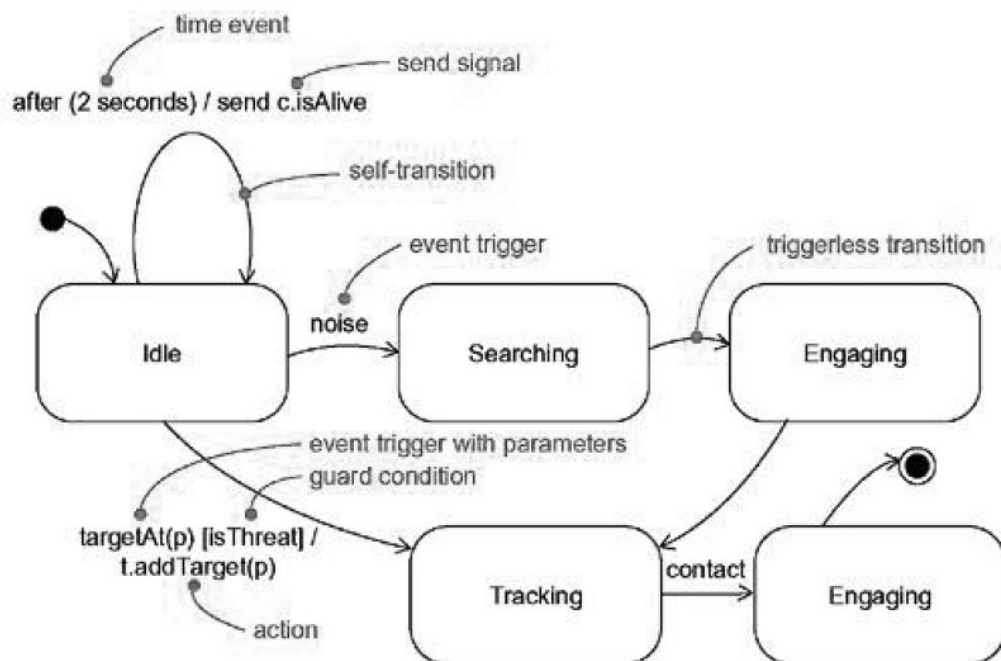 time event
send signal
after (2 seconds) / send c.isAlive
self-transition
event trigger
triggerless transition
noise
Idle
Searching
Engaging
event trigger with parameters
guard condition
targetAt(p) [isThreat] /
t.addTarget(p)
contact
Tracking
Engaging
action